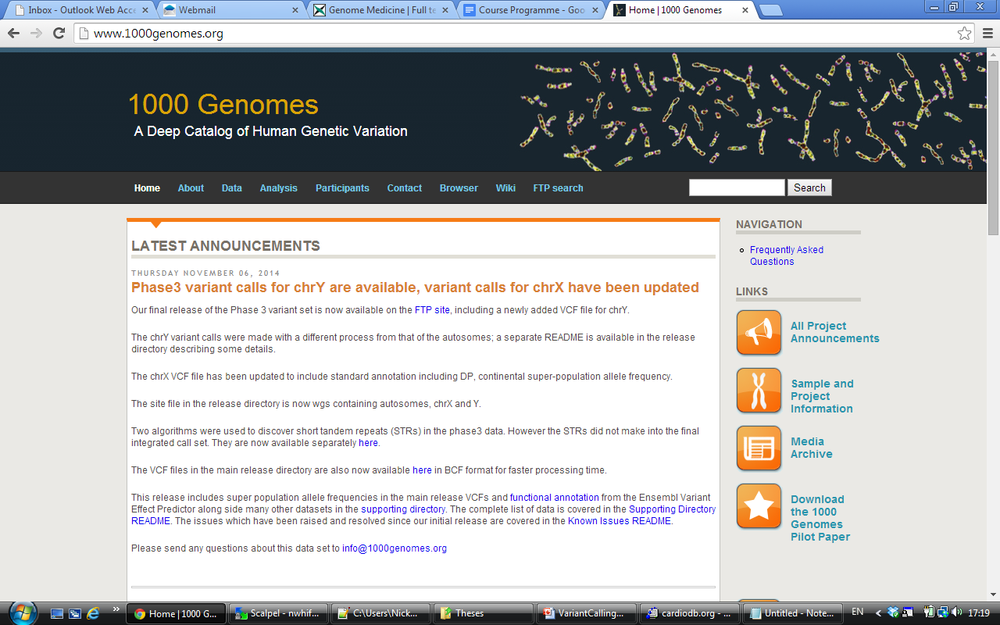 Inbox - Outlook Web Acce
Webmail
Genome Medicine | Full te
Course Programme - Goo
Home | 1000 Genomes
www.1000genomes.org
1000 Genomes
A Deep Catalog of Human Genetic Variation
Home About Data Analysis Participants Contact Browser Wiki FTP search Search
LATEST ANNOUNCEMENTS
THURSDAY NOVEMBER 06, 2014
Phase3 variant calls for chrY are available, variant calls for chrX have been updated
Our final release of the Phase 3 variant set is now available on the FTP site, including a newly added VCF file for chrY.
The chrY variant calls were made with a different process from that of the autosomes; a separate README is available in the release
directory describing some details.
The chrX VCF file has been updated to include standard annotation including DP, continental super-population allele frequency.
The site file in the release directory is now wgs containing autosomes, chrX and Y.
Two algorithms were used to discover short tandem repeats (STRs) in the phase3 data. However the STRs did not make into the final
integrated call set. They are now available separately here.
The VCF files in the main release directory are also now available here in BCF format for faster processing time.
This release includes super population allele frequencies in the main release VCFs and functional annotation from the Ensembl Variant
Effect Predictor along side many other datasets in the supporting directory. The complete list of data is covered in the Supporting Directory
README. The issues which have been raised and resolved since our initial release are covered in the Known Issues README.
Please send any questions about this data set to info@1000genomes.org
NAVIGATION
Frequently Asked
Questions
LINKS
All Project
Announcements
Sample and
Project
Information
Media
Archive
Download
the 1000
Genomes
Pilot Paper
Home | 1000 G...
Scalpel - nwhif...
C:\Users\Nick...
Theses
VariantCalling...
cardiodb.org - ...
Untitled - Note...
EN
17:19